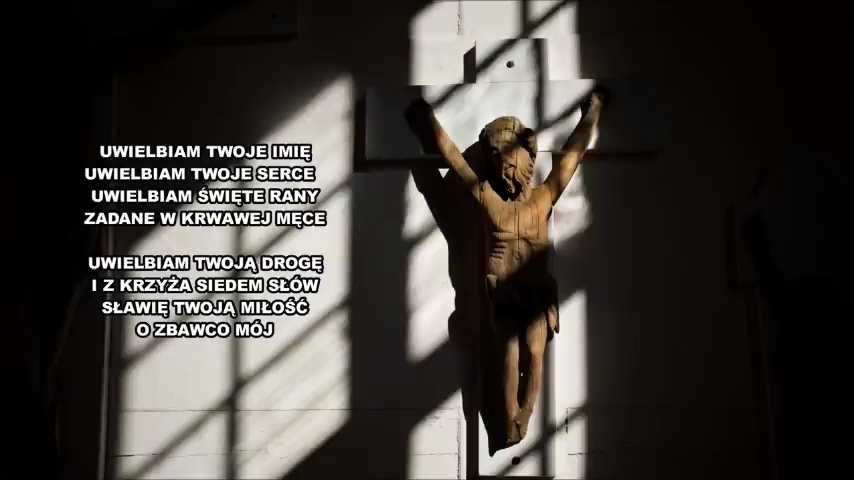 UWIELBIAM TWOJE IMIĘ
UWIELBIAM TWOJE SERCE
UWIELBIAM ŚWIĘTE RANY
ZADANE W KRWAWEJ MĘCE
UWIELBIAM TWOJĄ DROGĘ
I Z KRZYŻA SIEDEM SŁÓW
SŁAWIĘ TWOJĄ MIŁOŚĆ
O ZBAWCO MÓJ